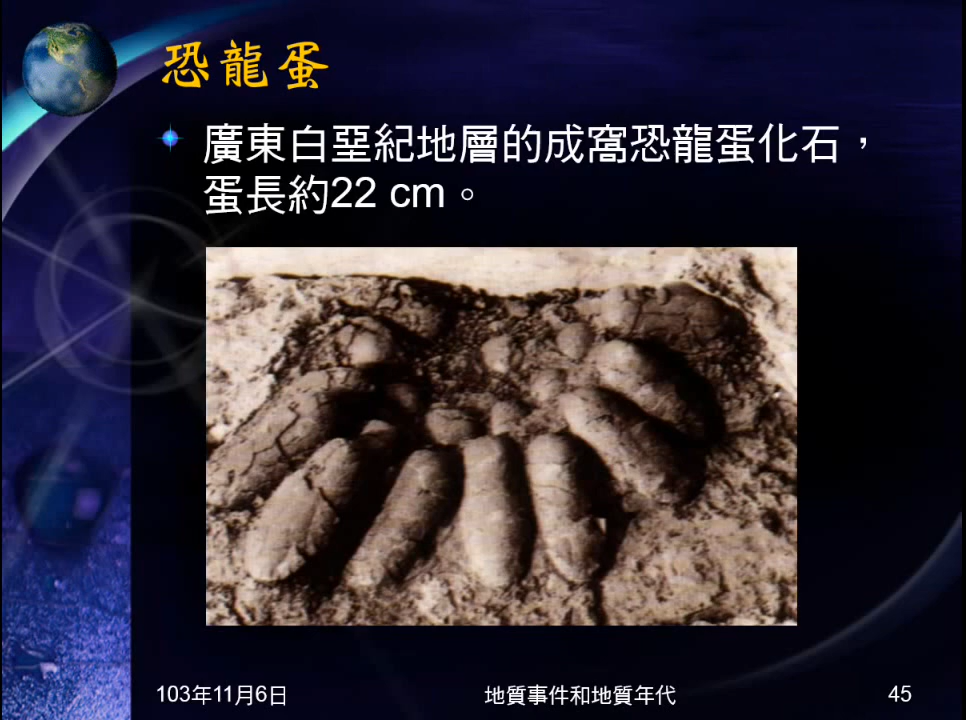 恐龍蛋
廣東白堊紀地層的成窩恐龍蛋化石，
蛋長約22 cm。
103年11月6日
地質事件和地質年代
45